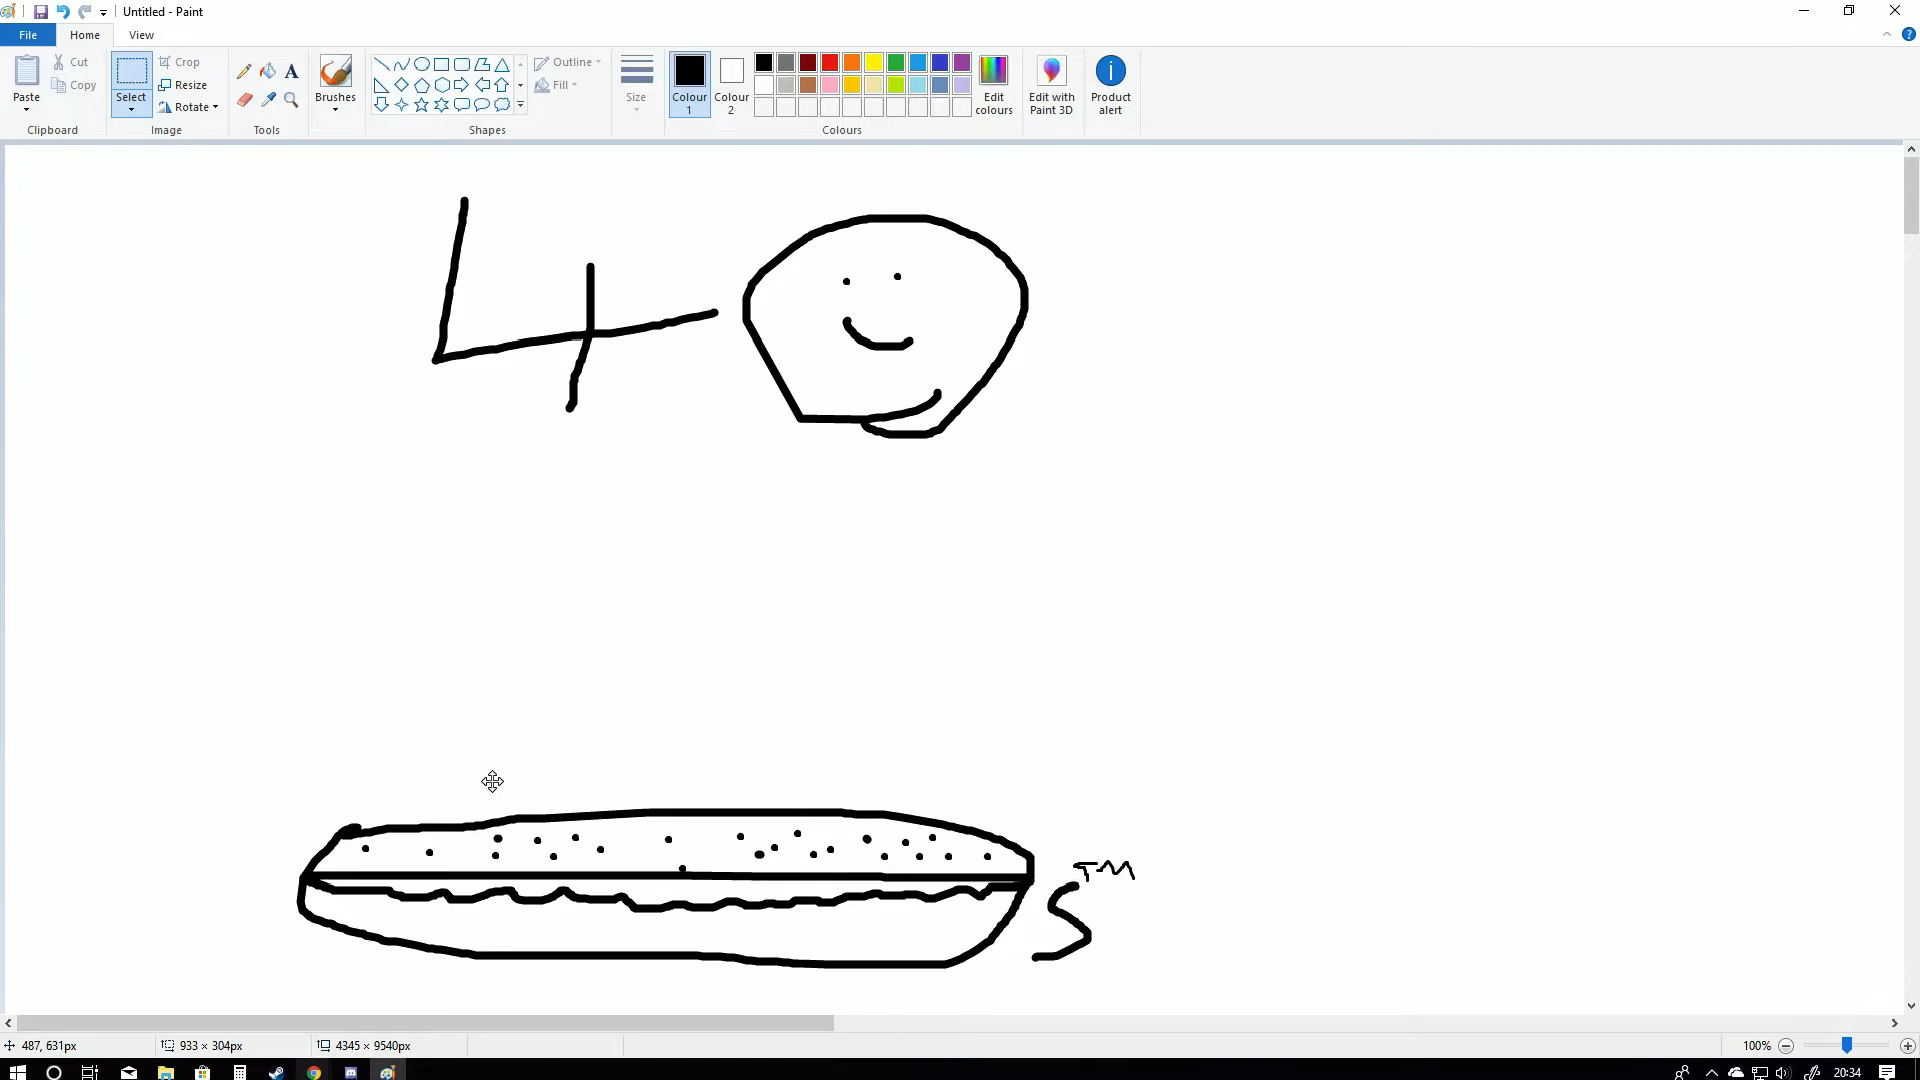 Untitled - Paint
File Home View
Paste
Cut
Copy
Clipboard
Select
Crop
Resize
Rotate
Image
A
Tools
Brushes
Outline
Fill
Shapes
Size
Colour 1
Colour 2
Edit colours
Colours
Edit with Paint 3D
Product alert
4
S TM
487, 631px 933 × 304px 4345 × 9540px 100%
20:34